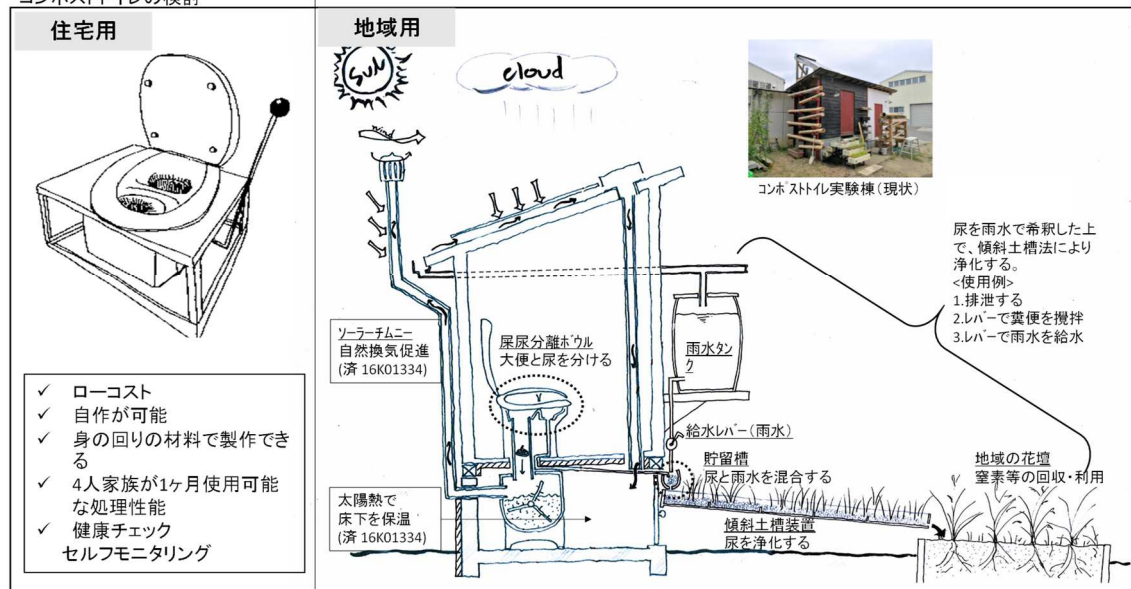 コンポストトイレの検討
住宅用
✓ ローコスト
✓ 自作が可能
✓ 身の回りの材料で製作でき
る
✓ 4人家族が1ヶ月使用可能
な処理性能
✓ 健康チェック
セルフモニタリング
地域用
SUN
cloud
コンポストトイレ実験棟(現状)
尿を雨水で希釈した上
で、傾斜土槽法により
浄化する。
<使用例>
1.排泄する
2.レバーで糞便を攪拌
3.レバーで雨水を給水
ソーラーチムニー
自然換気促進
(済 16K01334)
屎尿分離ボウル
大便と尿を分ける
雨水タン
ク
給水レバー(雨水)
貯留槽
尿と雨水を混合する
地域の花壇
窒素等の回収・利用
太陽熱で
床下を保温
(済 16K01334)
傾斜土槽装置
尿を浄化する